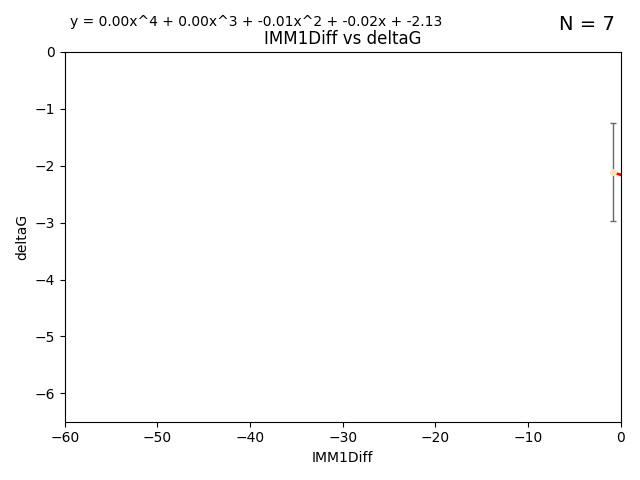 y = 0.00x^4 + 0.00x^3 + -0.01x^2 + -0.02x + -2.13
N = 7
IMM1Diff vs deltaG
0
−1
−2
−3
−4
−5
−6
deltaG
−60 −50 −40 −30 −20 −10 0
IMM1Diff